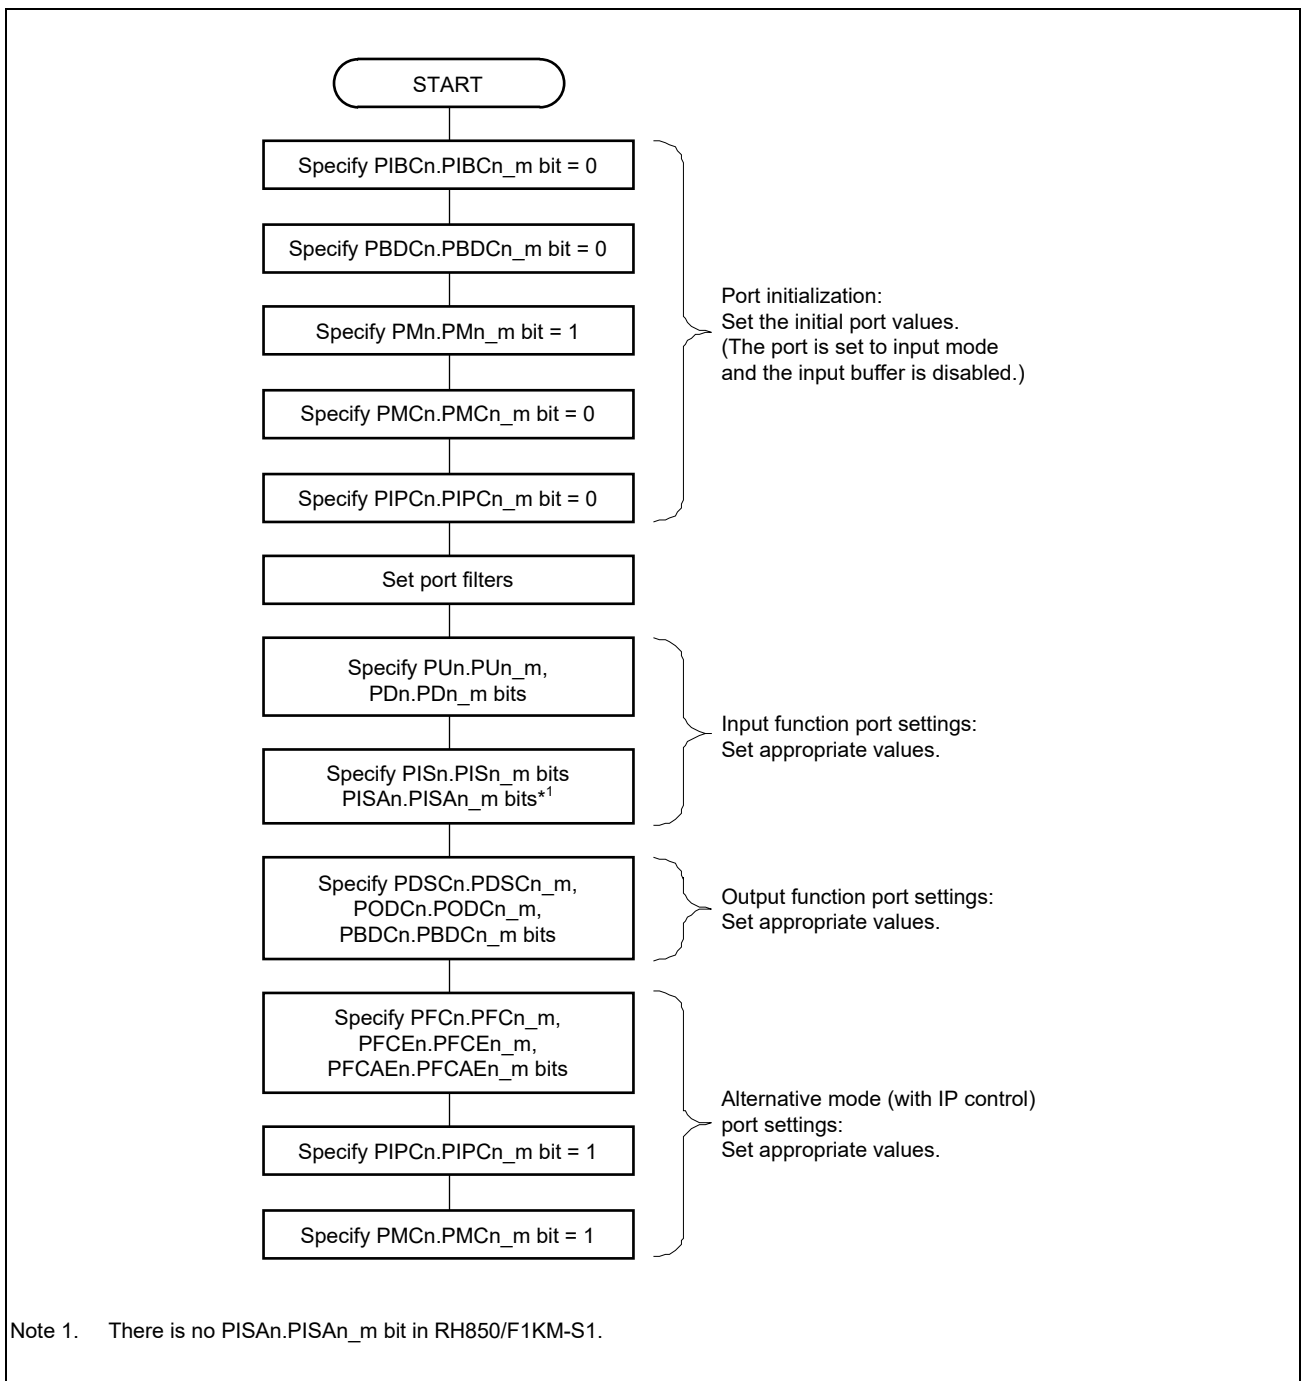 START
Specify PIBCn.PIBCn_m bit = 0
Specify PBDCn.PBDCn_m bit = 0
Specify PMn.PMn_m bit = 1
Specify PMCn.PMCn_m bit = 0
Specify PIPCn.PIPCn_m bit = 0
Port initialization:
Set the initial port values.
(The port is set to input mode
and the input buffer is disabled.)
Set port filters
Specify PUn.PUn_m,
PDn.PDn_m bits
Specify PISn.PISn_m bits
PISAn.PISAn_m bits*1
Input function port settings:
Set appropriate values.
Specify PDSCn.PDSCn_m,
PODCn.PODCn_m,
PBDCn.PBDCn_m bits
Output function port settings:
Set appropriate values.
Specify PFCn.PFCn_m,
PFCEn.PFCEn_m,
PFCAEn.PFCAEn_m bits
Specify PIPCn.PIPCn_m bit = 1
Specify PMCn.PMCn_m bit = 1
Alternative mode (with IP control)
port settings:
Set appropriate values.
Note 1. There is no PISAn.PISAn_m bit in RH850/F1KM-S1.